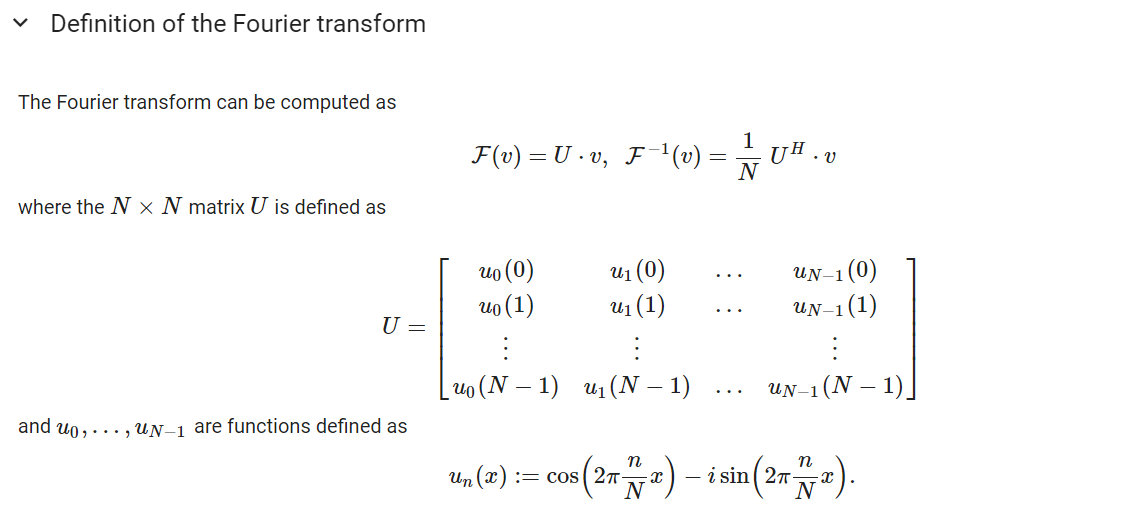 Definition of the Fourier transform
The Fourier transform can be computed as
$\mathcal{F}(v) = U \cdot v, \ \ \mathcal{F}^{-1}(v) = \frac{1}{N} \, U^H \cdot v$
where the $N \times N$ matrix $U$ is defined as
$U = \begin{bmatrix} u_0(0) & u_1(0) & \dots & u_{N-1}(0) \\ u_0(1) & u_1(1) & \dots & u_{N-1}(1) \\ \vdots & \vdots & & \vdots \\ u_0(N-1) & u_1(N-1) & \dots & u_{N-1}(N-1) \end{bmatrix}$
and $u_0, \dots, u_{N-1}$ are functions defined as
$u_n(x) := \cos\left(2\pi \frac{n}{N} x\right) - i \sin\left(2\pi \frac{n}{N} x\right).$